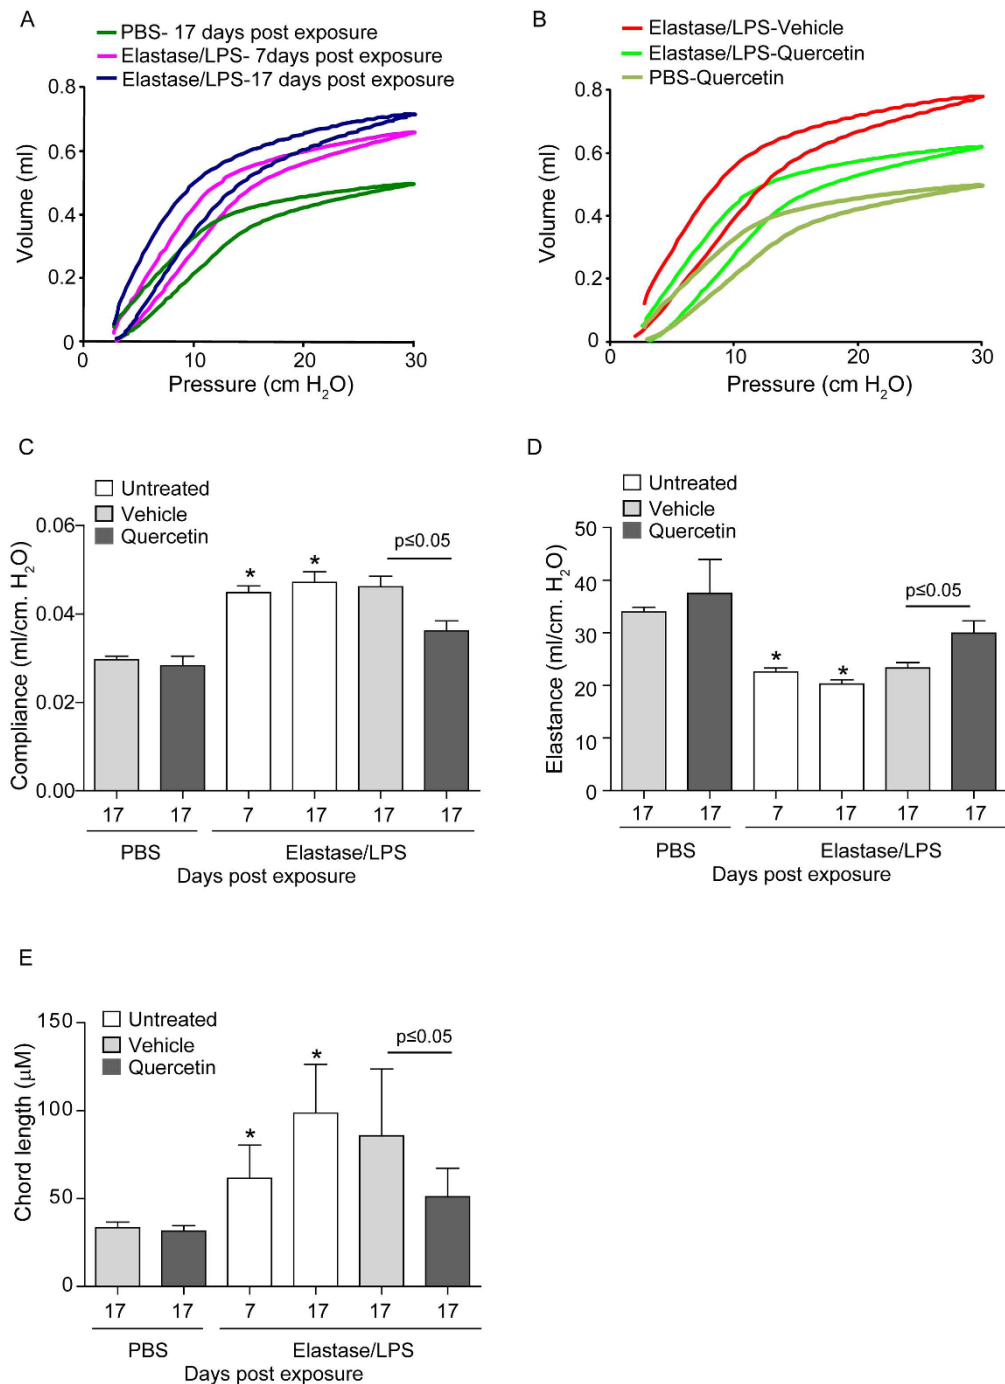 A
PBS- 17 days post exposure
Elastase/LPS- 7days post exposure
Elastase/LPS-17 days post exposure
0.8
0.6
0.4
0.2
0
Volume (ml)
0 10 20 30
Pressure (cm H₂O)
B
Elastase/LPS-Vehicle
Elastase/LPS-Quercetin
PBS-Quercetin
0.8
0.6
0.4
0.2
0
Volume (ml)
0 10 20 30
Pressure (cm H₂O)
C
Untreated
Vehicle
Quercetin
0.06
0.04
0.02
0.00
Compliance (ml/cm. H₂O)
* *
p≤0.05
17 17 7 17 17 17
PBS Elastase/LPS
Days post exposure
D
Untreated
Vehicle
Quercetin
50
40
30
20
10
0
Elastance (ml/cm. H₂O)
* *
p≤0.05
17 17 7 17 17 17
PBS Elastase/LPS
Days post exposure
E
Untreated
Vehicle
Quercetin
150
100
50
0
Chord length (μM)
* *
p≤0.05
17 17 7 17 17 17
PBS Elastase/LPS
Days post exposure